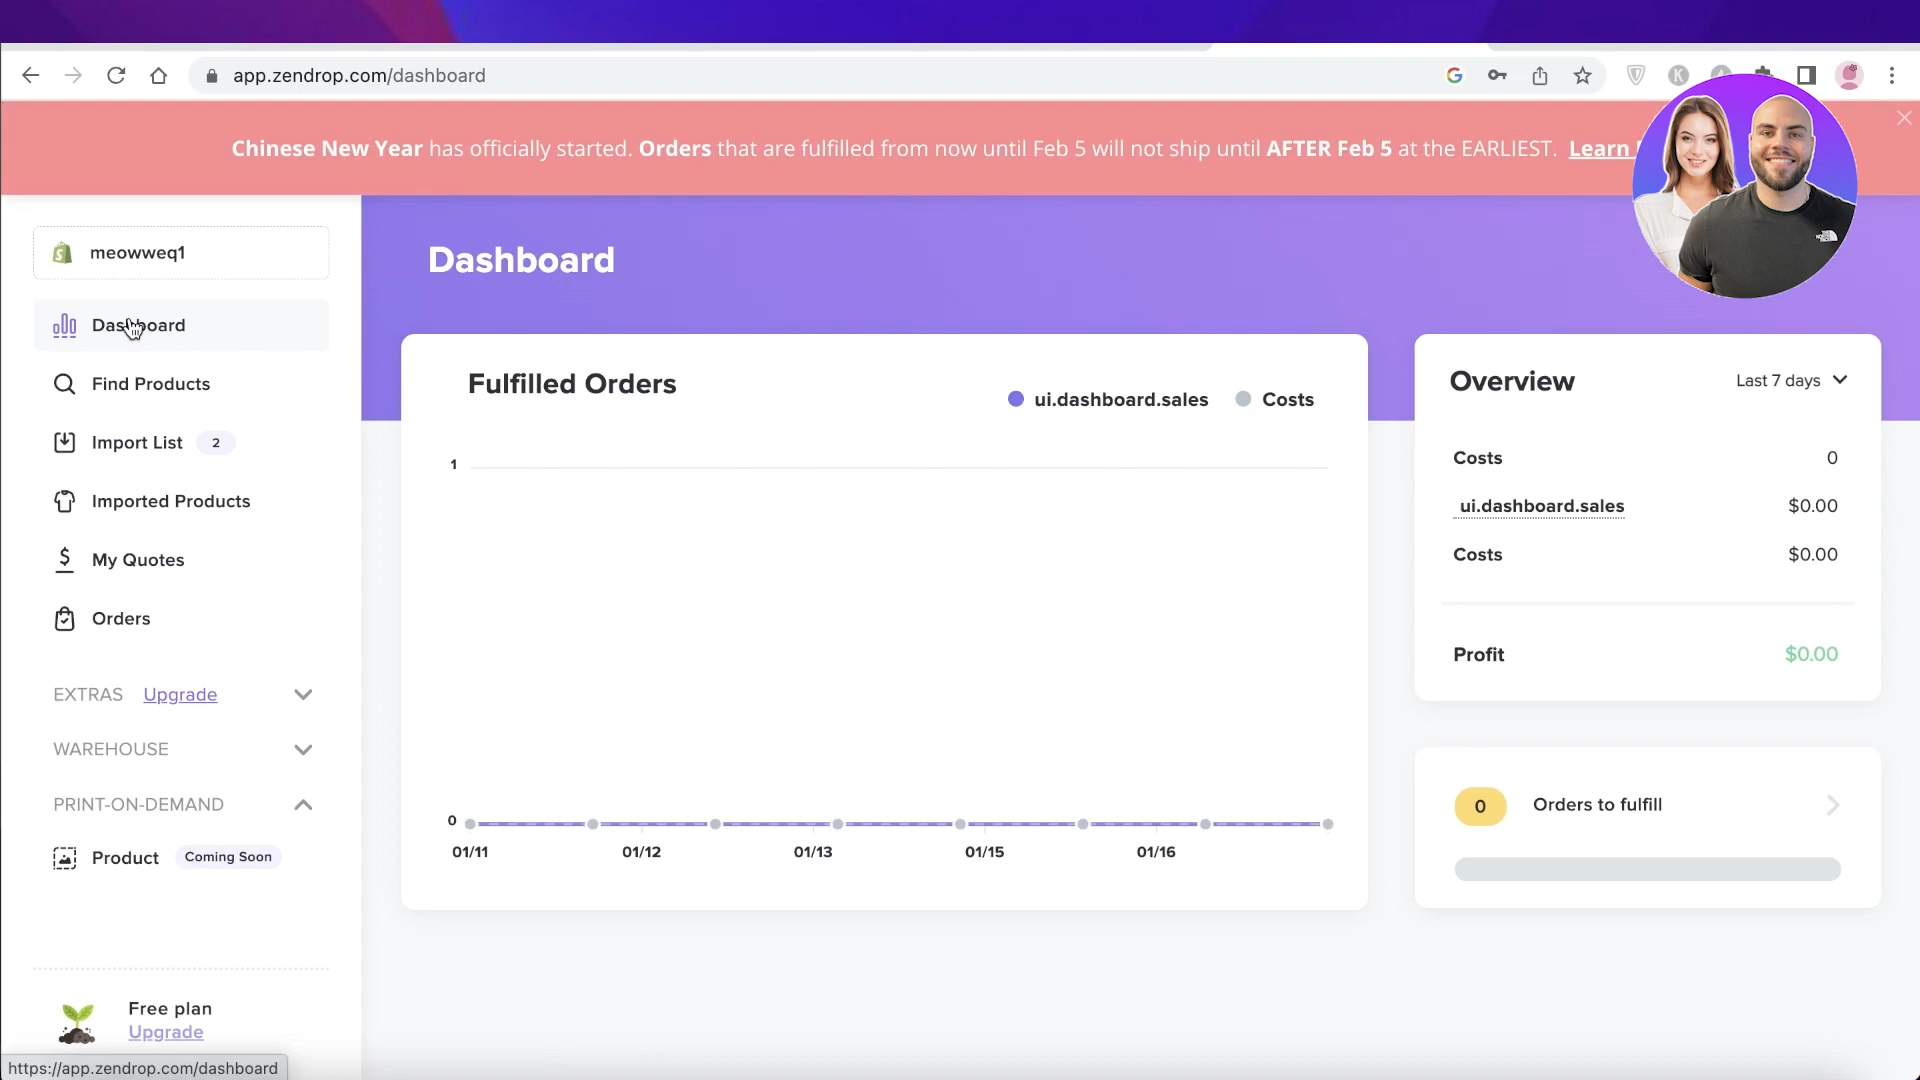 app.zendrop.com/dashboard
Chinese New Year has officially started. Orders that are fulfilled from now until Feb 5 will not ship until AFTER Feb 5 at the EARLIEST. Learn
meowweq1
Dashboard
Find Products
Import List 2
Imported Products
My Quotes
Orders
EXTRAS Upgrade
WAREHOUSE
PRINT-ON-DEMAND
Product Coming Soon
Free plan
Upgrade
https://app.zendrop.com/dashboard
Dashboard
Fulfilled Orders
ui.dashboard.sales Costs
1
0
01/11 01/12 01/13 01/15 01/16
Overview Last 7 days
Costs 0
ui.dashboard.sales $0.00
Costs $0.00
Profit $0.00
0 Orders to fulfill